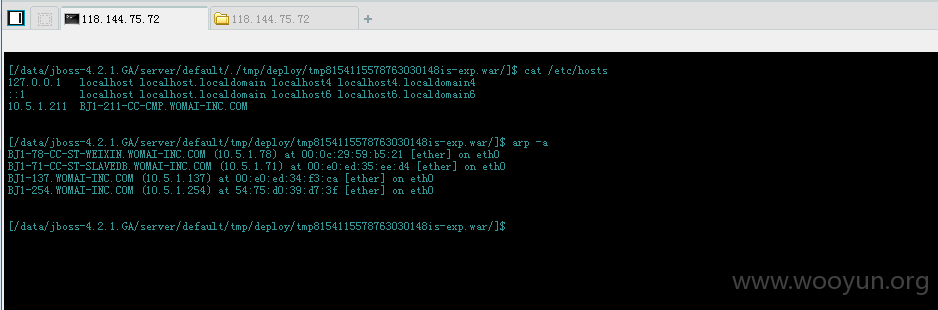 118.144.75.72
118.144.75.72
+
[/data/jboss-4.2.1.GA/server/default/./tmp/deploy/tmp8154115578763030148is-exp.war/]$ cat /etc/hosts
127.0.0.1 localhost localhost.localdomain localhost4 localhost4.localdomain4
::1 localhost localhost.localdomain localhost6 localhost6.localdomain6
10.5.1.211 BJ1-211-CC-CMP.WOMAI-INC.COM
[/data/jboss-4.2.1.GA/server/default/tmp/deploy/tmp8154115578763030148is-exp.war/]$ arp -a
BJ1-78-CC-ST-WEIXIN.WOMAI-INC.COM (10.5.1.78) at 00:0c:29:59:b5:21 [ether] on eth0
BJ1-71-CC-ST-SLAVEDB.WOMAI-INC.COM (10.5.1.71) at 00:e0:ed:35:ee:d4 [ether] on eth0
BJ1-137.WOMAI-INC.COM (10.5.1.137) at 00:e0:ed:34:f3:ca [ether] on eth0
BJ1-254.WOMAI-INC.COM (10.5.1.254) at 54:75:d0:39:d7:3f [ether] on eth0
[/data/jboss-4.2.1.GA/server/default/tmp/deploy/tmp8154115578763030148is-exp.war/]$
www.wooyun.org